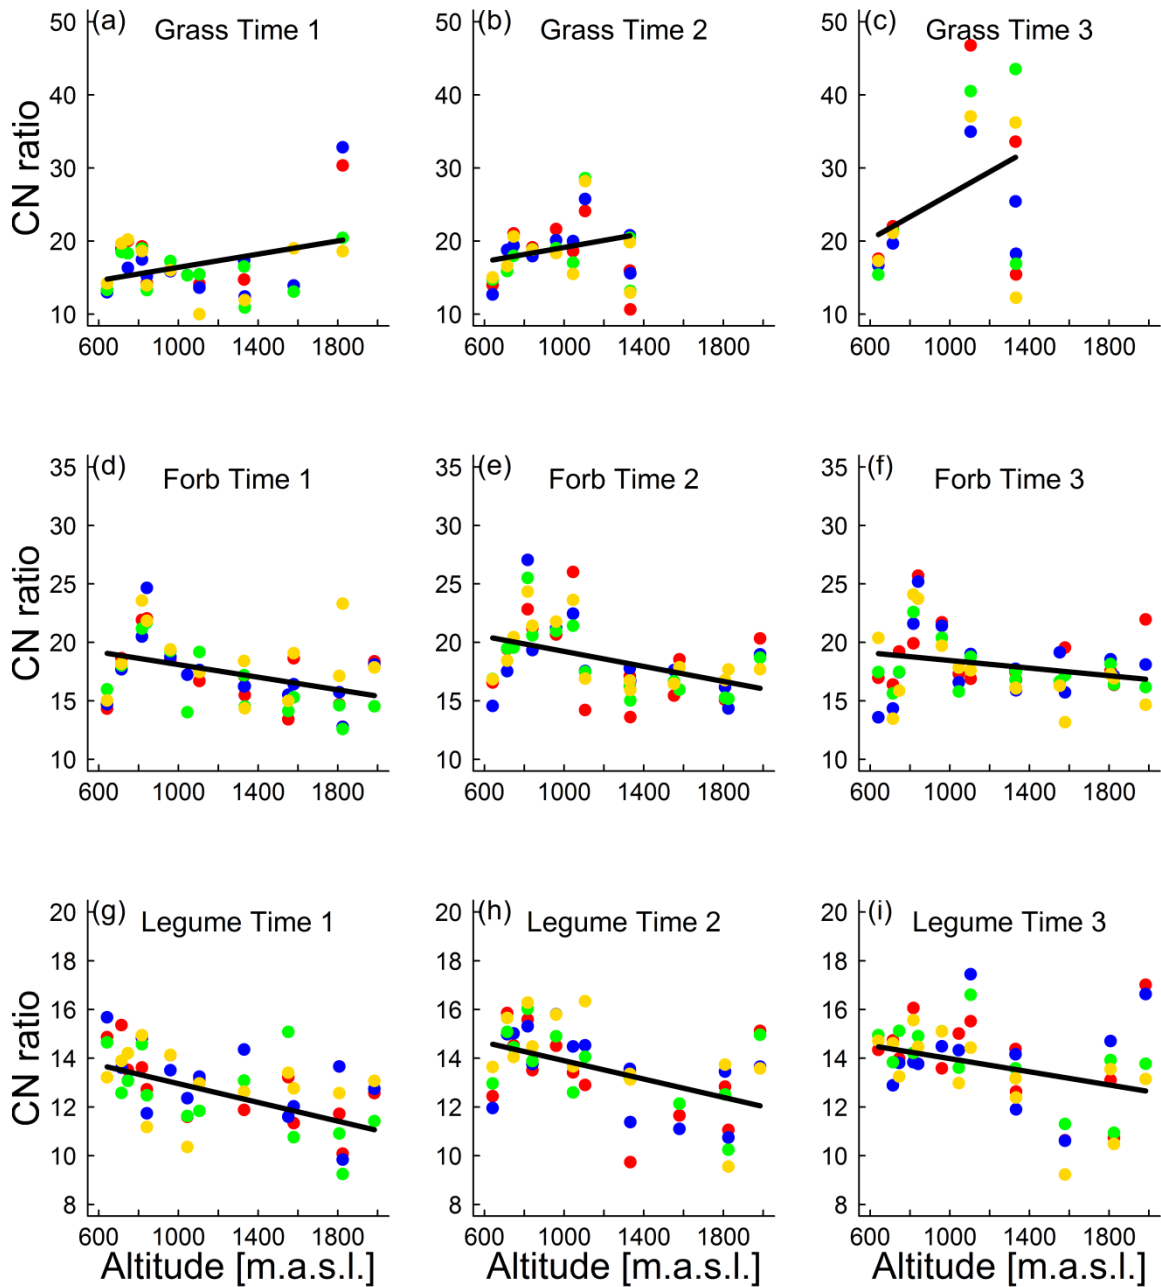 (a) Grass Time 1
(b) Grass Time 2
(c) Grass Time 3
CN ratio
50
40
30
20
10
600 1000 1400 1800
50
40
30
20
10
600 1000 1400 1800
50
40
30
20
10
600 1000 1400 1800
(d) Forb Time 1
(e) Forb Time 2
(f) Forb Time 3
CN ratio
35
30
25
20
15
10
600 1000 1400 1800
35
30
25
20
15
10
600 1000 1400 1800
35
30
25
20
15
10
600 1000 1400 1800
(g) Legume Time 1
(h) Legume Time 2
(i) Legume Time 3
CN ratio
20
18
16
14
12
10
8
600 1000 1400 1800
Altitude [m.a.s.l.]
20
18
16
14
12
10
8
600 1000 1400 1800
Altitude [m.a.s.l.]
20
18
16
14
12
10
8
600 1000 1400 1800
Altitude [m.a.s.l.]